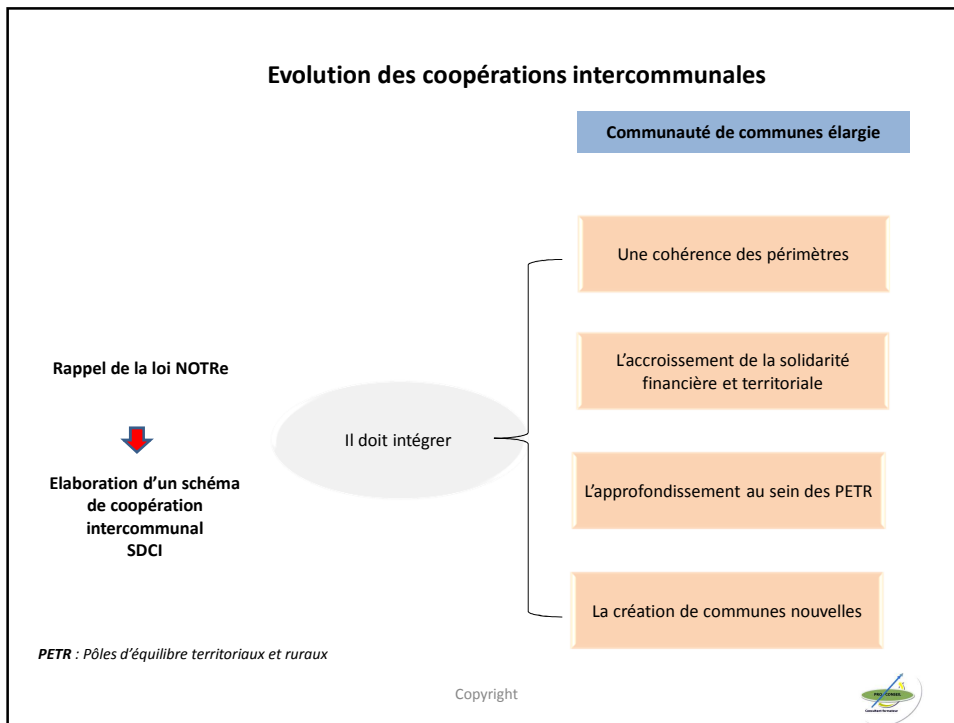 Evolution des coopérations intercommunales
Communauté de communes élargie
Une cohérence des périmètres
Rappel de la loi NOTRe
L'accroissement de la solidarité
financière et territoriale
Il doit intégrer
Elaboration d'un schéma
de coopération
intercommunal
SDCI
L'approfondissement au sein des PETR
La création de communes nouvelles
PETR : Pôles d'équilibre territoriaux et ruraux
Copyright
Consultant formateur